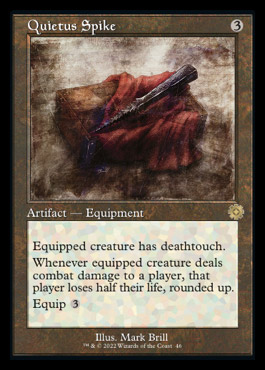 Quietus Spike 3
Artifact — Equipment
Equipped creature has deathtouch.
Whenever equipped creature deals
combat damage to a player, that
player loses half their life, rounded up.
Equip 3
Illus. Mark Brill
™ & © 2022 Wizards of the Coast 46